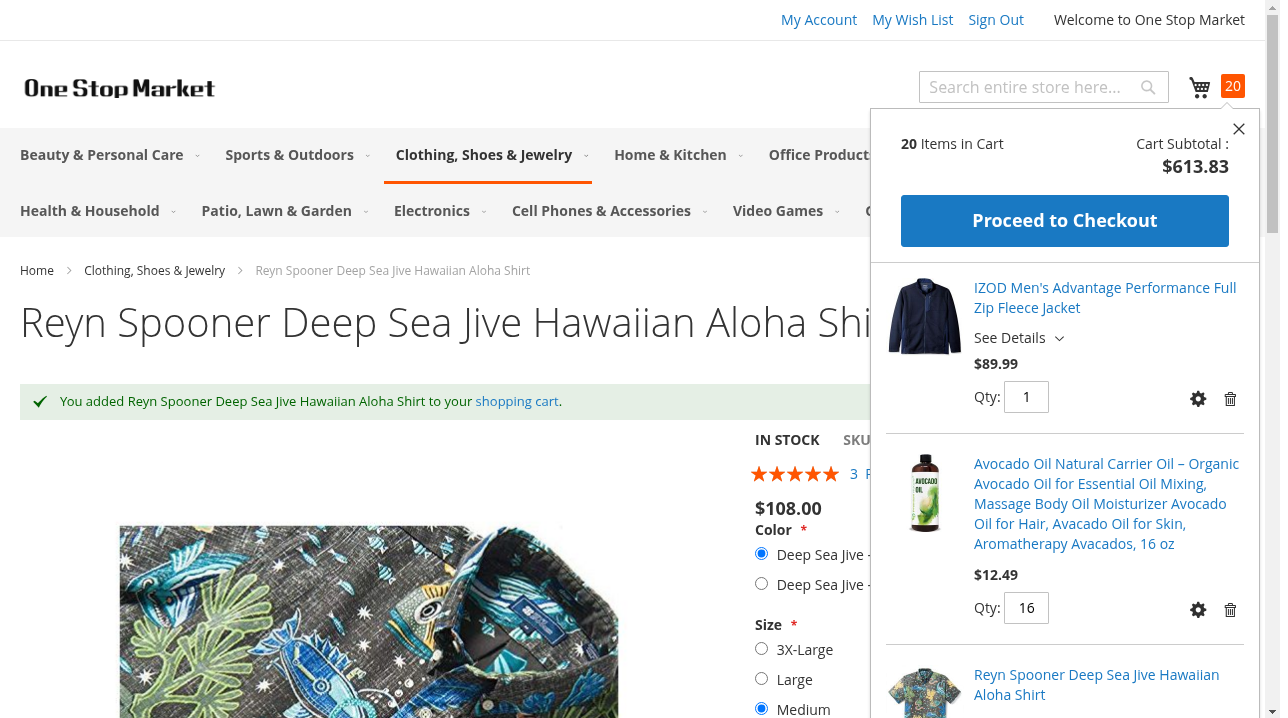 My Account My Wish List Sign Out Welcome to One Stop Market
One Stop Market
Search entire store here...
20
20 Items in Cart
Cart Subtotal :
$613.83
Proceed to Checkout
Beauty & Personal Care
Sports & Outdoors
Clothing, Shoes & Jewelry
Home & Kitchen
Office Products
Health & Household
Patio, Lawn & Garden
Electronics
Cell Phones & Accessories
Video Games
Home
Clothing, Shoes & Jewelry
Reyn Spooner Deep Sea Jive Hawaiian Aloha Shirt
Reyn Spooner Deep Sea Jive Hawaiian Aloha Shi
You added Reyn Spooner Deep Sea Jive Hawaiian Aloha Shirt to your shopping cart.
IN STOCK SKU
3
$108.00
Color *
Deep Sea Jive -
Deep Sea Jive -
Size *
3X-Large
Large
Medium
IZOD Men's Advantage Performance Full
Zip Fleece Jacket
See Details
$89.99
Qty: 1
AVOCADO
OIL
Avocado Oil Natural Carrier Oil – Organic
Avocado Oil for Essential Oil Mixing,
Massage Body Oil Moisturizer Avocado
Oil for Hair, Avacado Oil for Skin,
Aromatherapy Avacados, 16 oz
$12.49
Qty: 16
Reyn Spooner Deep Sea Jive Hawaiian
Aloha Shirt